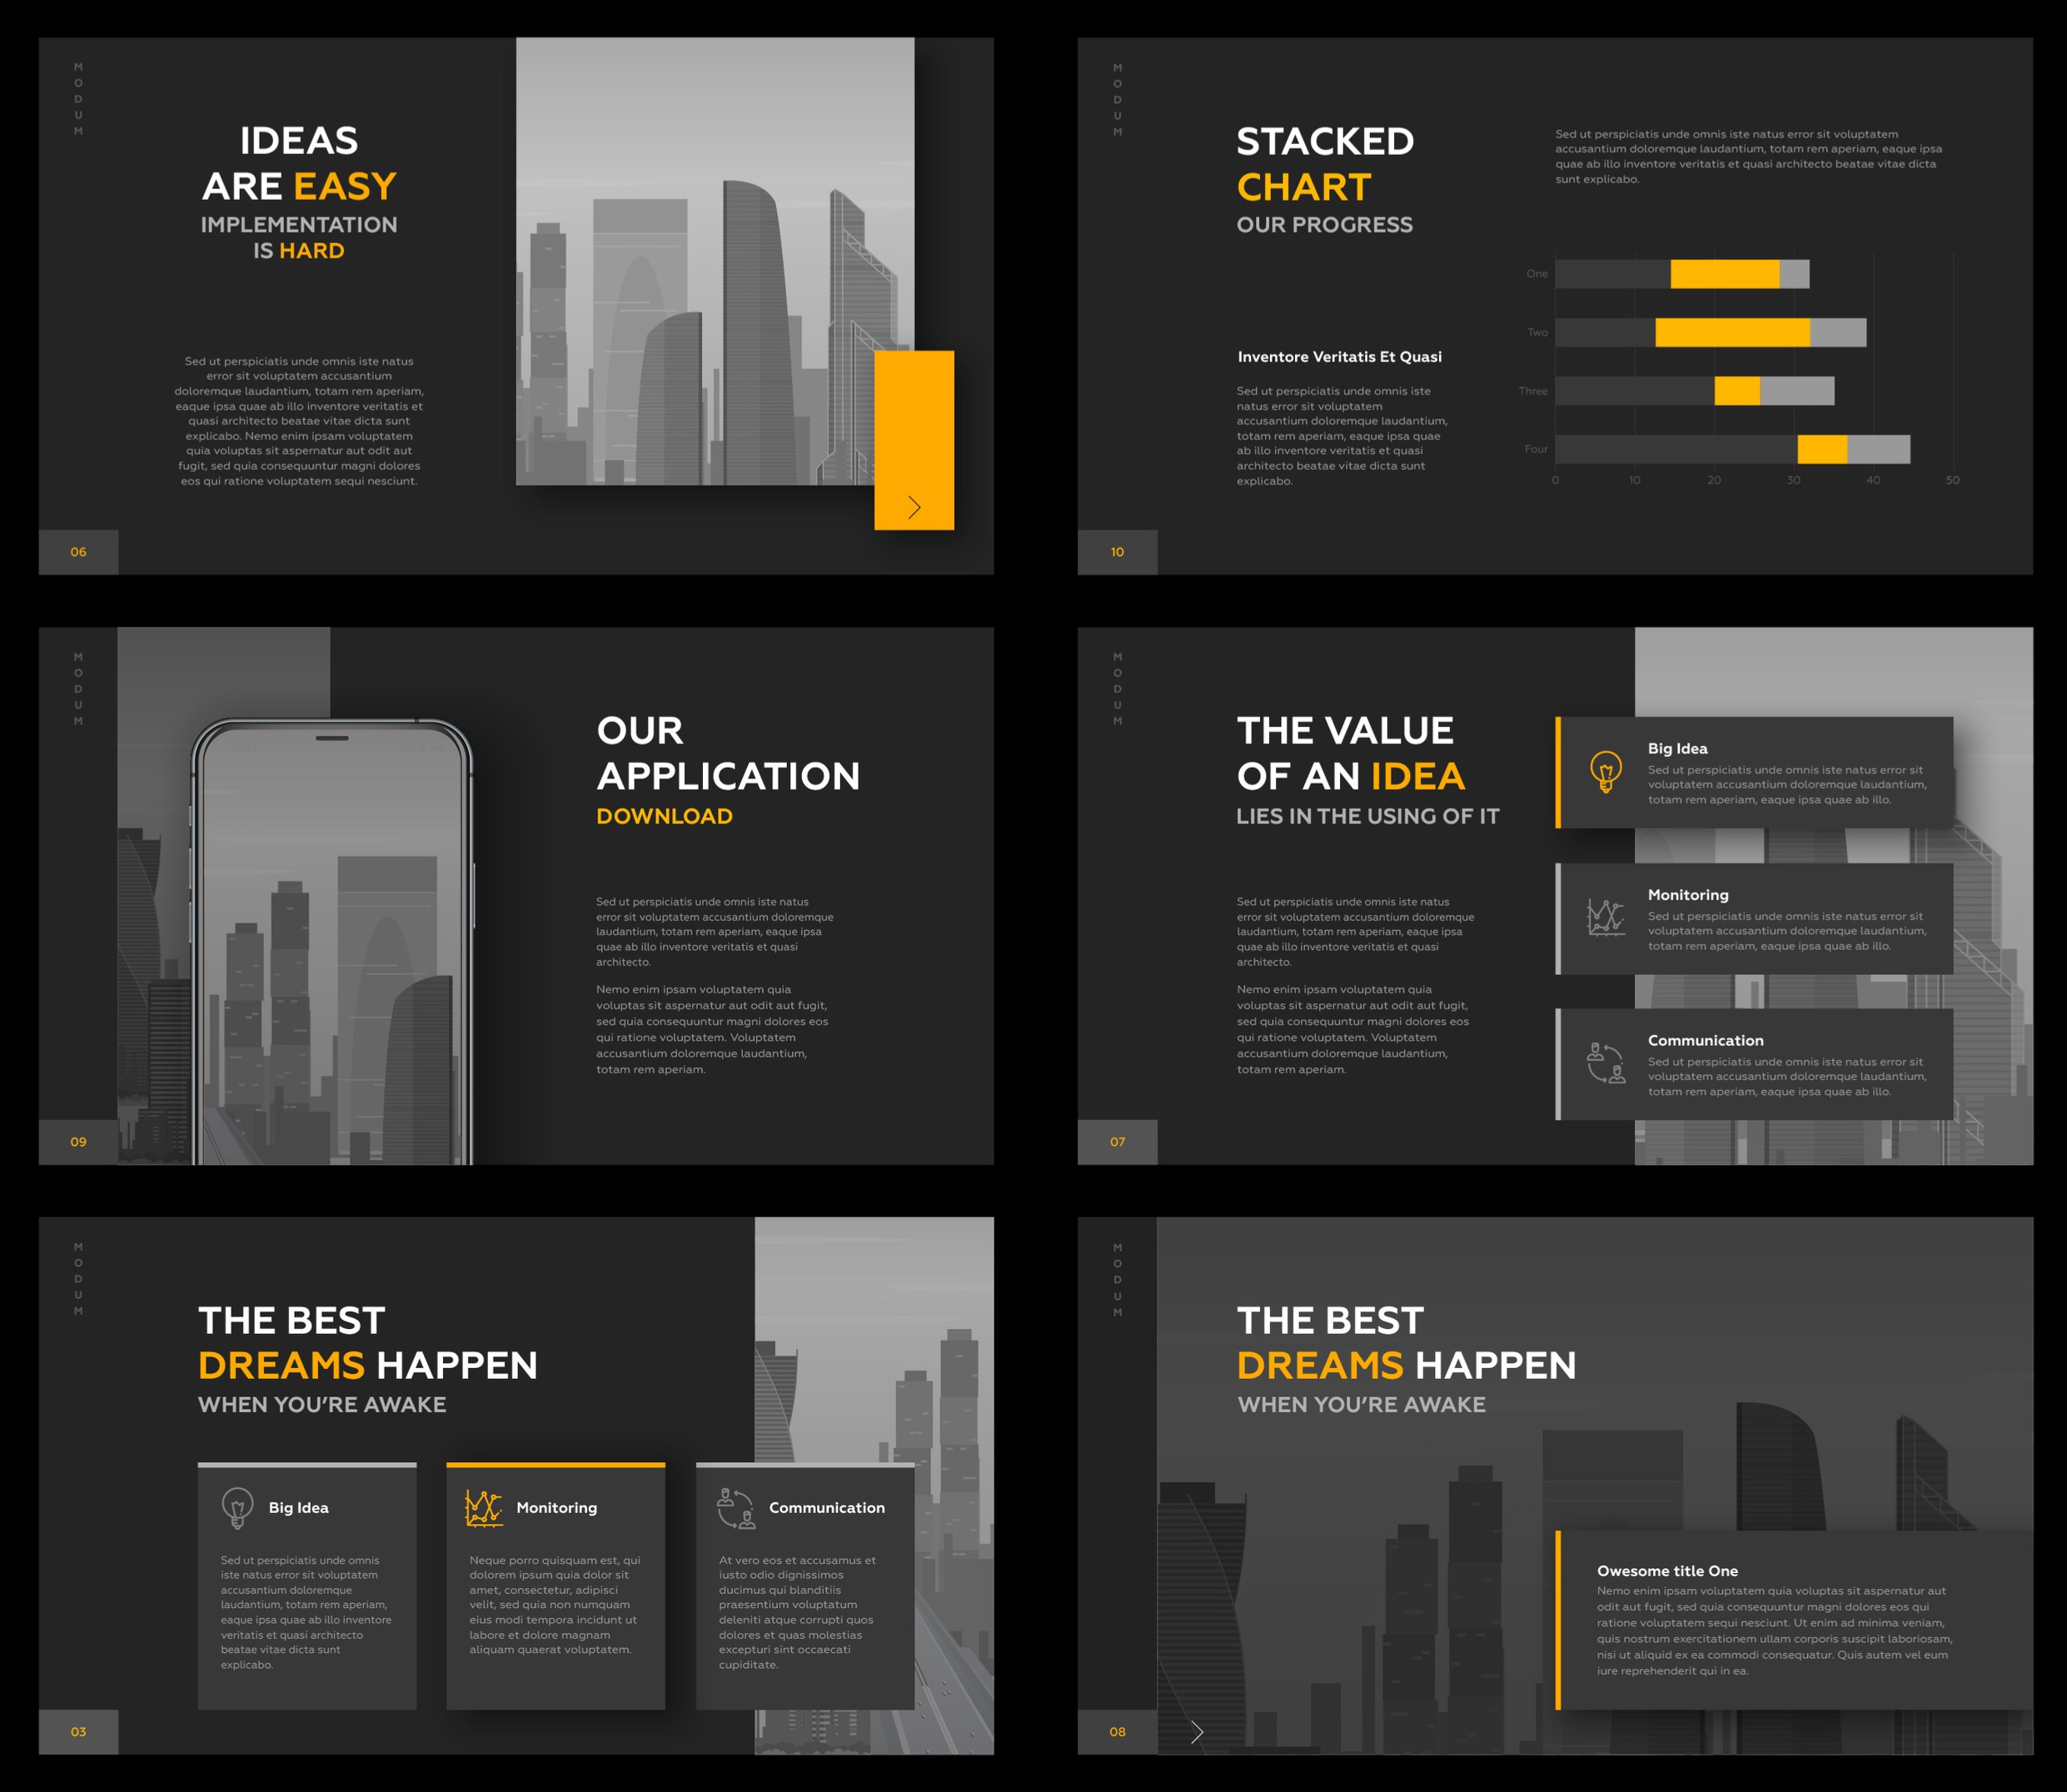 M
O
D
U
M
IDEAS
ARE EASY
IMPLEMENTATION
IS HARD
Sed ut perspiciatis unde omnis iste natus
error sit voluptatem accusantium
doloremque laudantium, totam rem aperiam,
eaque ipsa quae ab illo inventore veritatis et
quasi architecto beatae vitae dicta sunt
explicabo. Nemo enim ipsam voluptatem
quia voluptas sit aspernatur aut odit aut
fugit, sed quia consequuntur magni dolores
eos qui ratione voluptatem sequi nesciunt.
06
M
O
D
U
M
STACKED
CHART
OUR PROGRESS
Inventore Veritatis Et Quasi
Sed ut perspiciatis unde omnis iste
natus error sit voluptatem
accusantium doloremque laudantium,
totam rem aperiam, eaque ipsa quae
ab illo inventore veritatis et quasi
architecto beatae vitae dicta sunt
explicabo.
Sed ut perspiciatis unde omnis iste natus error sit voluptatem
accusantium doloremque laudantium, totam rem aperiam, eaque ipsa
quae ab illo inventore veritatis et quasi architecto beatae vitae dicta
sunt explicabo.
One
Two
Three
Four
0 10 20 30 40 50
10
M
O
D
U
M
OUR
APPLICATION
DOWNLOAD
Sed ut perspiciatis unde omnis iste natus
error sit voluptatem accusantium doloremque
laudantium, totam rem aperiam, eaque ipsa
quae ab illo inventore veritatis et quasi
architecto.
Nemo enim ipsam voluptatem quia
voluptas sit aspernatur aut odit aut fugit,
sed quia consequuntur magni dolores eos
qui ratione voluptatem. Voluptatem
accusantium doloremque laudantium,
totam rem aperiam.
09
M
O
D
U
M
THE VALUE
OF AN IDEA
LIES IN THE USING OF IT
Sed ut perspiciatis unde omnis iste natus
error sit voluptatem accusantium doloremque
laudantium, totam rem aperiam, eaque ipsa
quae ab illo inventore veritatis et quasi
architecto.
Nemo enim ipsam voluptatem quia
voluptas sit aspernatur aut odit aut fugit,
sed quia consequuntur magni dolores eos
qui ratione voluptatem. Voluptatem
accusantium doloremque laudantium,
totam rem aperiam.
Big Idea
Sed ut perspiciatis unde omnis iste natus error sit
voluptatem accusantium doloremque laudantium,
totam rem aperiam, eaque ipsa quae ab illo.
Monitoring
Sed ut perspiciatis unde omnis iste natus error sit
voluptatem accusantium doloremque laudantium,
totam rem aperiam, eaque ipsa quae ab illo.
Communication
Sed ut perspiciatis unde omnis iste natus error sit
voluptatem accusantium doloremque laudantium,
totam rem aperiam, eaque ipsa quae ab illo.
07
M
O
D
U
M
THE BEST
DREAMS HAPPEN
WHEN YOU'RE AWAKE
Big Idea
Sed ut perspiciatis unde omnis
iste natus error sit voluptatem
accusantium doloremque
laudantium, totam rem aperiam,
eaque ipsa quae ab illo inventore
veritatis et quasi architecto
beatae vitae dicta sunt
explicabo.
Monitoring
Neque porro quisquam est, qui
dolorem ipsum quia dolor sit
amet, consectetur, adipisci
velit, sed quia non numquam
eius modi tempora incidunt ut
labore et dolore magnam
aliquam quaerat voluptatem.
Communication
At vero eos et accusamus et
iusto odio dignissimos
ducimus qui blanditiis
praesentium voluptatum
deleniti atque corrupti quos
dolores et quas molestias
excepturi sint occaecati
cupiditate.
03
M
O
D
U
M
THE BEST
DREAMS HAPPEN
WHEN YOU'RE AWAKE
Owesome title One
Nemo enim ipsam voluptatem quia voluptas sit aspernatur aut
odit aut fugit, sed quia consequuntur magni dolores eos qui
ratione voluptatem sequi nesciunt. Ut enim ad minima veniam,
quis nostrum exercitationem ullam corporis suscipit laboriosam,
nisi ut aliquid ex ea commodi consequatur. Quis autem vel eum
iure reprehenderit qui in ea.
08